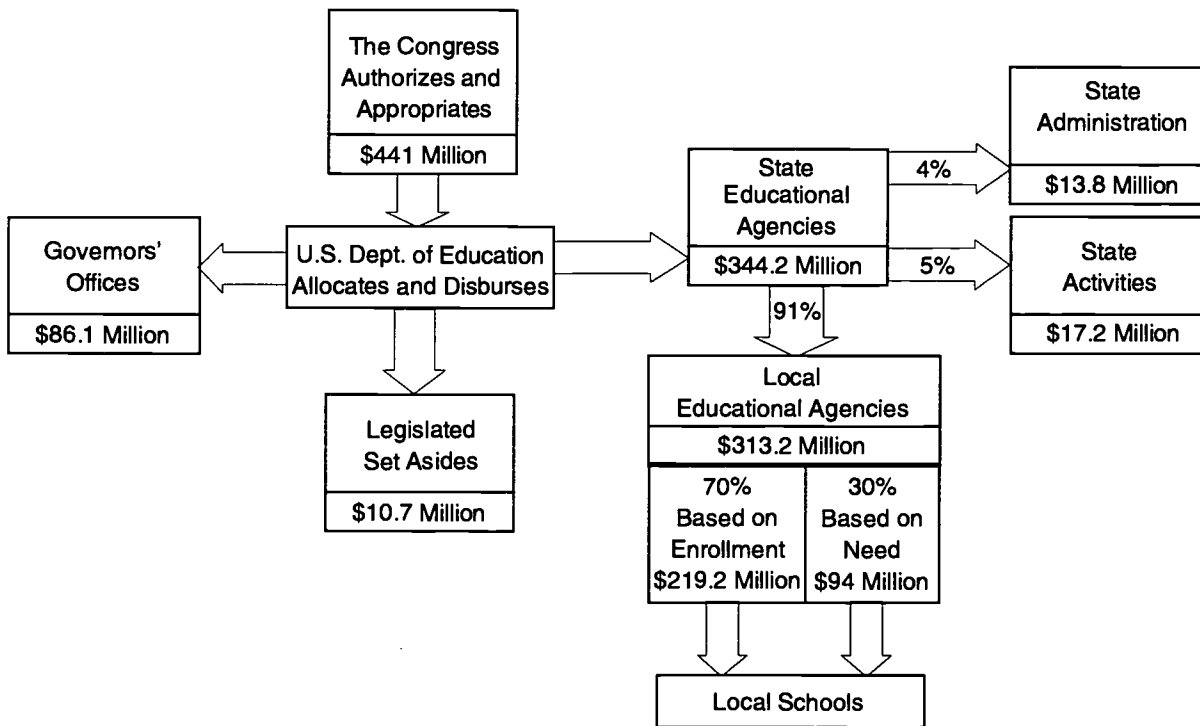 The Congress
Authorizes and
Appropriates
$441 Million
State
Administration
$13.8 Million
4%
State
Educational
Agencies
$344.2 Million
Governors'
Offices
$86.1 Million
U.S. Dept. of Education
Allocates and Disburses
5%
State
Activities
$17.2 Million
91%
Legislated
Set Asides
$10.7 Million
Local
Educational Agencies
$313.2 Million
70%
Based on
Enrollment
$219.2 Million
30%
Based on
Need
$94 Million
Local Schools